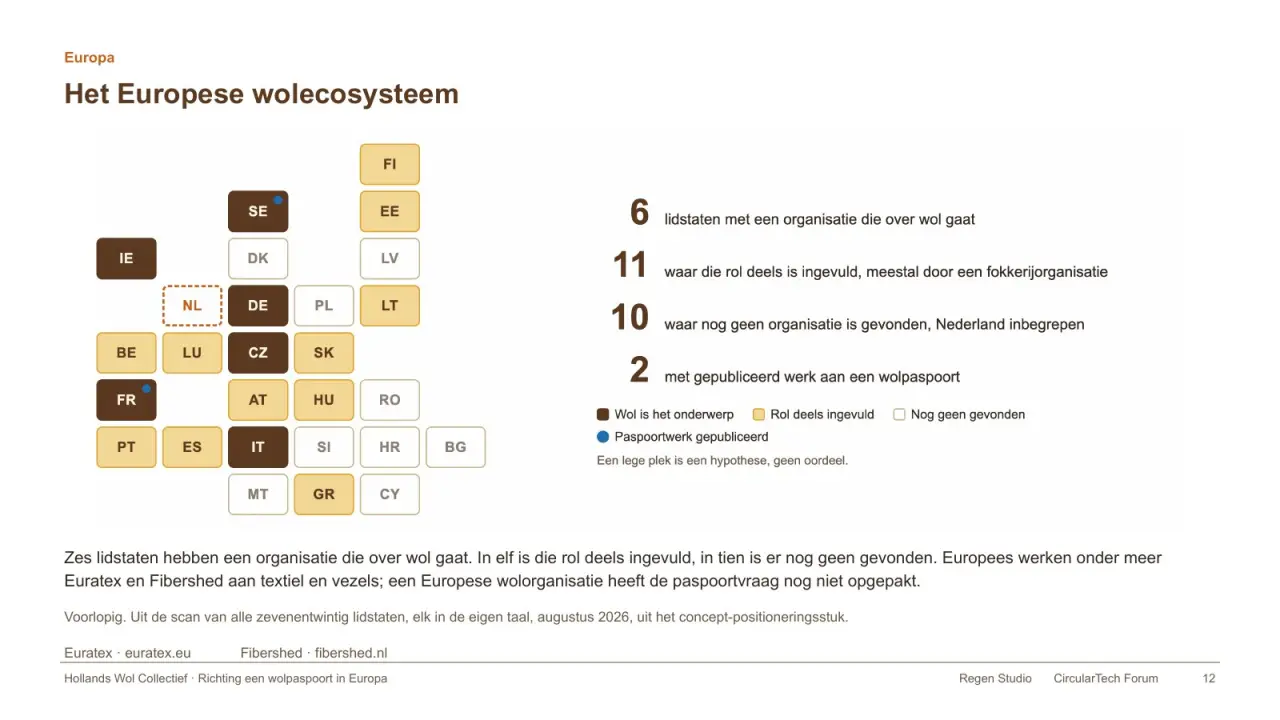 Europa
Het Europese wolecosysteem
FI
SE
EE
IE
DK
LV
NL
DE
PL
LT
BE
LU
CZ
SK
FR
AT
HU
RO
PT
ES
IT
SI
HR
BG
MT
GR
CY
6 lidstaten met een organisatie die over wol gaat
11 waar die rol deels is ingevuld, meestal door een fokkerijorganisatie
10 waar nog geen organisatie is gevonden, Nederland inbegrepen
2 met gepubliceerd werk aan een wolpaspoort
Wol is het onderwerp
Rol deels ingevuld
Nog geen gevonden
Paspoortwerk gepubliceerd
Een lege plek is een hypothese, geen oordeel.
Zes lidstaten hebben een organisatie die over wol gaat. In elf is die rol deels ingevuld, in tien is er nog geen gevonden. Europees werken onder meer
Euratex en Fibershed aan textiel en vezels; een Europese wolorganisatie heeft de paspoortvraag nog niet opgepakt.
Voorlopig. Uit de scan van alle zevenentwintig lidstaten, elk in de eigen taal, augustus 2026, uit het concept-positioneringsstuk.
Euratex · euratex.eu
Fibershed · fibershed.nl
Hollands Wol Collectief · Richting een wolpaspoort in Europa
Regen Studio
CircularTech Forum
12